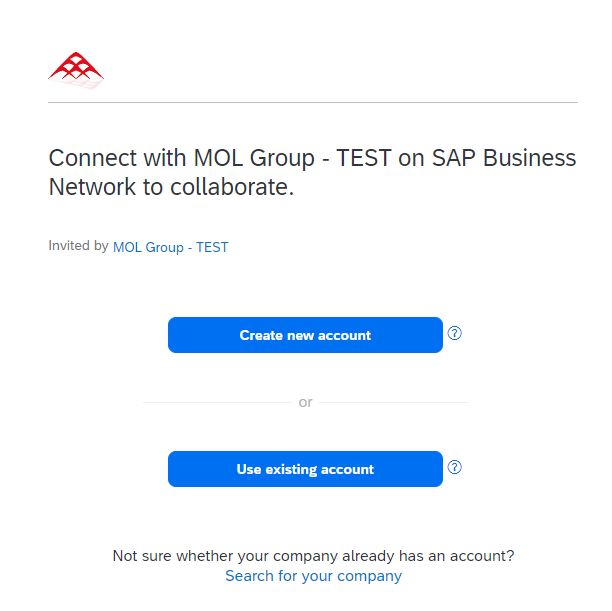 Connect with MOL Group - TEST on SAP Business
Network to collaborate.
Invited by MOL Group - TEST
Create new account ?
or
Use existing account ?
Not sure whether your company already has an account?
Search for your company